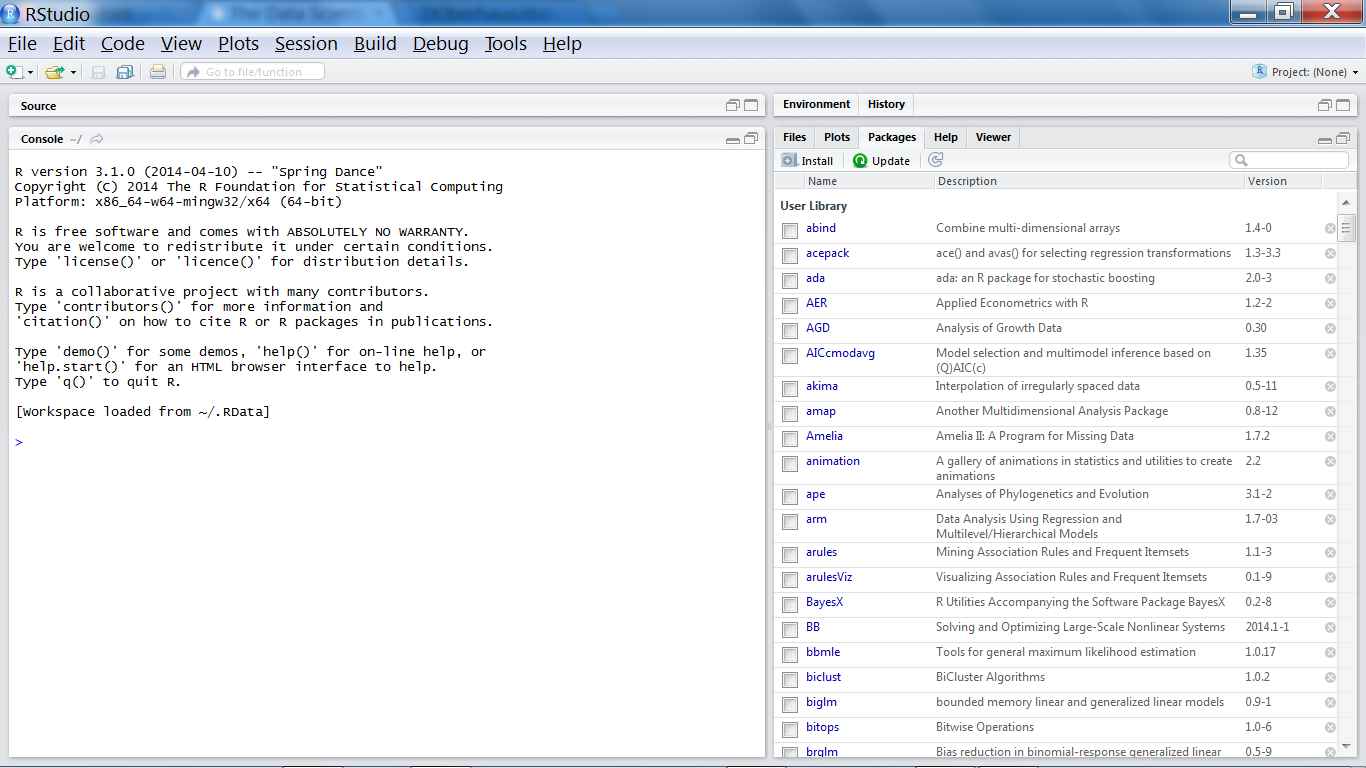 RStudio
File Edit Code View Plots Session Build Debug Tools Help
Go to file/function
Project: (None)
Source
Console ~/
R version 3.1.0 (2014-04-10) -- "Spring Dance"
Copyright (C) 2014 The R Foundation for Statistical Computing
Platform: x86_64-w64-mingw32/x64 (64-bit)
R is free software and comes with ABSOLUTELY NO WARRANTY.
You are welcome to redistribute it under certain conditions.
Type 'license()' or 'licence()' for distribution details.
R is a collaborative project with many contributors.
Type 'contributors()' for more information and
'citation()' on how to cite R or R packages in publications.
Type 'demo()' for some demos, 'help()' for on-line help, or
'help.start()' for an HTML browser interface to help.
Type 'q()' to quit R.
[Workspace loaded from ~/.RData]
>
Environment History
Files Plots Packages Help Viewer
Install Update
Name Description Version
User Library
abind Combine multi-dimensional arrays 1.4-0
acepack ace() and avas() for selecting regression transformations 1.3-3.3
ada ada: an R package for stochastic boosting 2.0-3
AER Applied Econometrics with R 1.2-2
AGD Analysis of Growth Data 0.30
AICcmodavg Model selection and multimodel inference based on 1.35
(Q)AIC(c)
akima Interpolation of irregularly spaced data 0.5-11
amap Another Multidimensional Analysis Package 0.8-12
Amelia Amelia II: A Program for Missing Data 1.7.2
animation A gallery of animations in statistics and utilities to create 2.2
animations
ape Analyses of Phylogenetics and Evolution 3.1-2
arm Data Analysis Using Regression and 1.7-03
Multilevel/Hierarchical Models
arules Mining Association Rules and Frequent Itemsets 1.1-3
arulesViz Visualizing Association Rules and Frequent Itemsets 0.1-9
BayesX R Utilities Accompanying the Software Package BayesX 0.2-8
BB Solving and Optimizing Large-Scale Nonlinear Systems 2014.1-1
bbmle Tools for general maximum likelihood estimation 1.0.17
biclust BiCluster Algorithms 1.0.2
biglm bounded memory linear and generalized linear models 0.9-1
bitops Bitwise Operations 1.0-6
brglm Bias reduction in binomial-response generalized linear 0.5-9